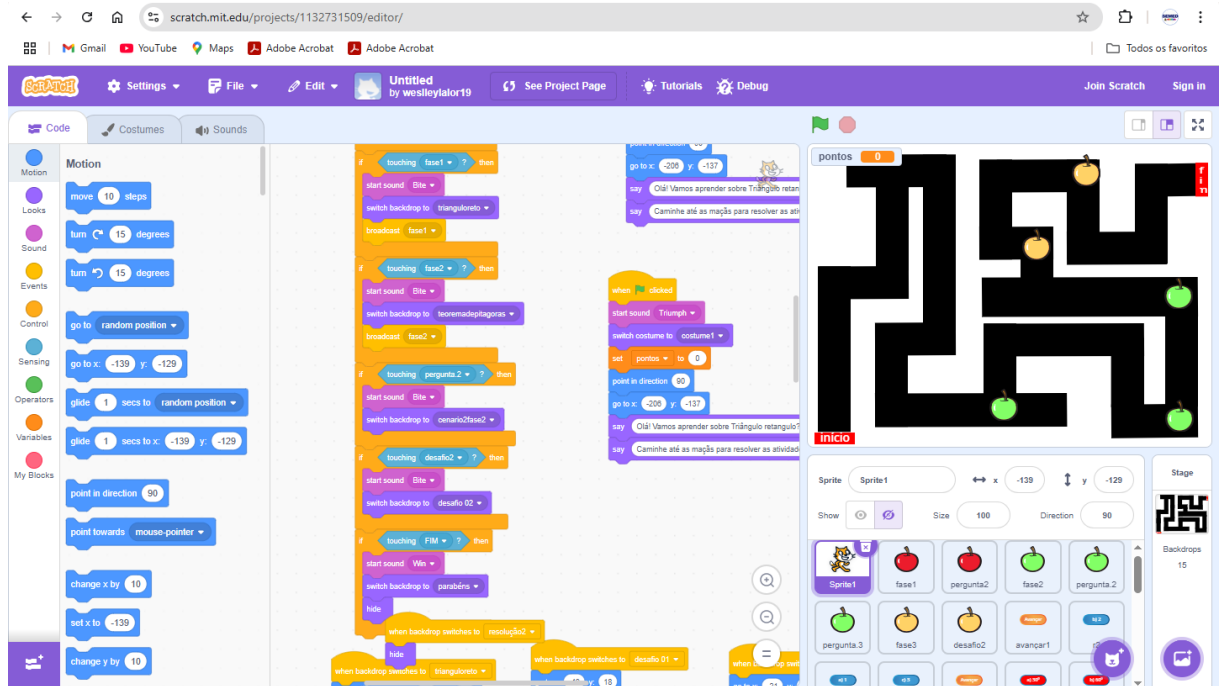 scratch.mit.edu/projects/1132731509/editor/
Gmail YouTube Maps Adobe Acrobat Adobe Acrobat Todos os favoritos
SCRATCH Settings File Edit Untitled by weslleylalor19 See Project Page Tutorials Debug Join Scratch Sign in
Code Costumes Sounds
Motion
Looks
Sound
Events
Control
Sensing
Operators
Variables
My Blocks
Motion
move 10 steps
turn 15 degrees
turn 15 degrees
go to random position
go to x: -139 y: -129
glide 1 secs to random position
glide 1 secs to x: -139 y: -129
point in direction 90
point towards mouse-pointer
change x by 10
set x to -139
change y by 10
if touching fase1 ? then
start sound Bite
switch backdrop to trianguloreto
broadcast fase1
if touching fase2 ? then
start sound Bite
switch backdrop to teoremadepitagoras
broadcast fase2
if touching pergunta.2 ? then
start sound Bite
switch backdrop to cenario2fase2
if touching desafio2 ? then
start sound Bite
switch backdrop to desafio 02
if touching FIM ? then
start sound Win
switch backdrop to parabéns
hide
when backdrop switches to resolução2
hide
when backdrop switches to trianguloreto
when backdrop switches to desafio 01
18
point in direction
go to x: -206 y: -137
say Olá! Vamos aprender sobre Triângulo retan
say Caminhe até as maçãs para resolver as ativ
when clicked
start sound Triumph
switch costume to costume1
set pontos to 0
point in direction 90
go to x: -206 y: -137
say Olá! Vamos aprender sobre Triângulo retangulo?
say Caminhe até as maçãs para resolver as atividad
pontos 0
fim
início
Sprite Sprite1 x -139 y -129
Show Size 100 Direction 90
Sprite1 fase1 pergunta2 fase2 pergunta.2
pergunta.3 fase3 desafio2 avançar1
Stage
Backdrops
15